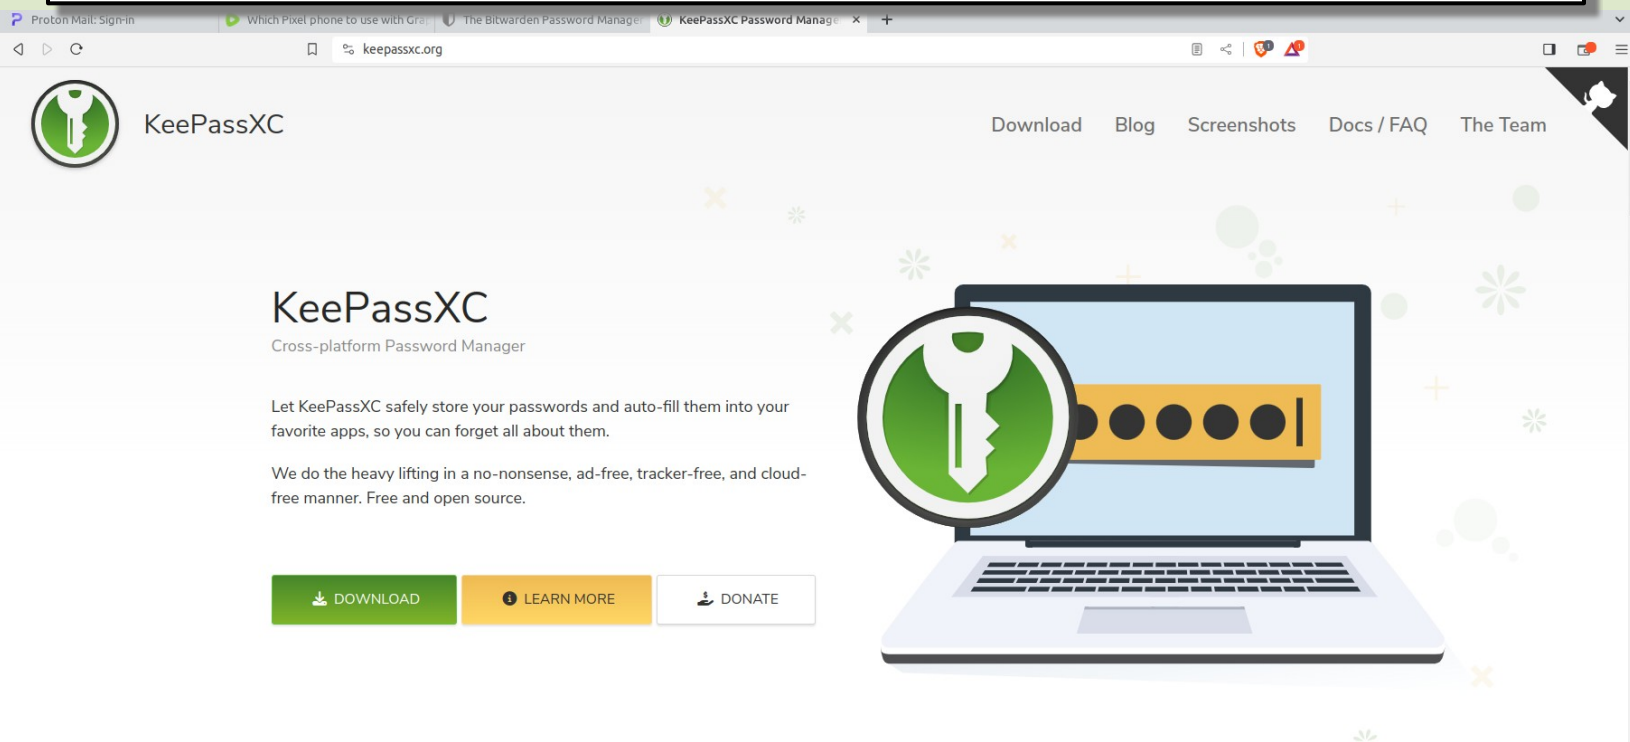 Proton Mail: Sign-in
Which Pixel phone to use with Gra
The Bitwarden Password Manager
KeePassXC Password Manage
keepassxc.org
KeePassXC
Download
Blog
Screenshots
Docs / FAQ
The Team
KeePassXC
Cross-platform Password Manager
Let KeePassXC safely store your passwords and auto-fill them into your
favorite apps, so you can forget all about them.
We do the heavy lifting in a no-nonsense, ad-free, tracker-free, and cloud-
free manner. Free and open source.
DOWNLOAD
LEARN MORE
DONATE